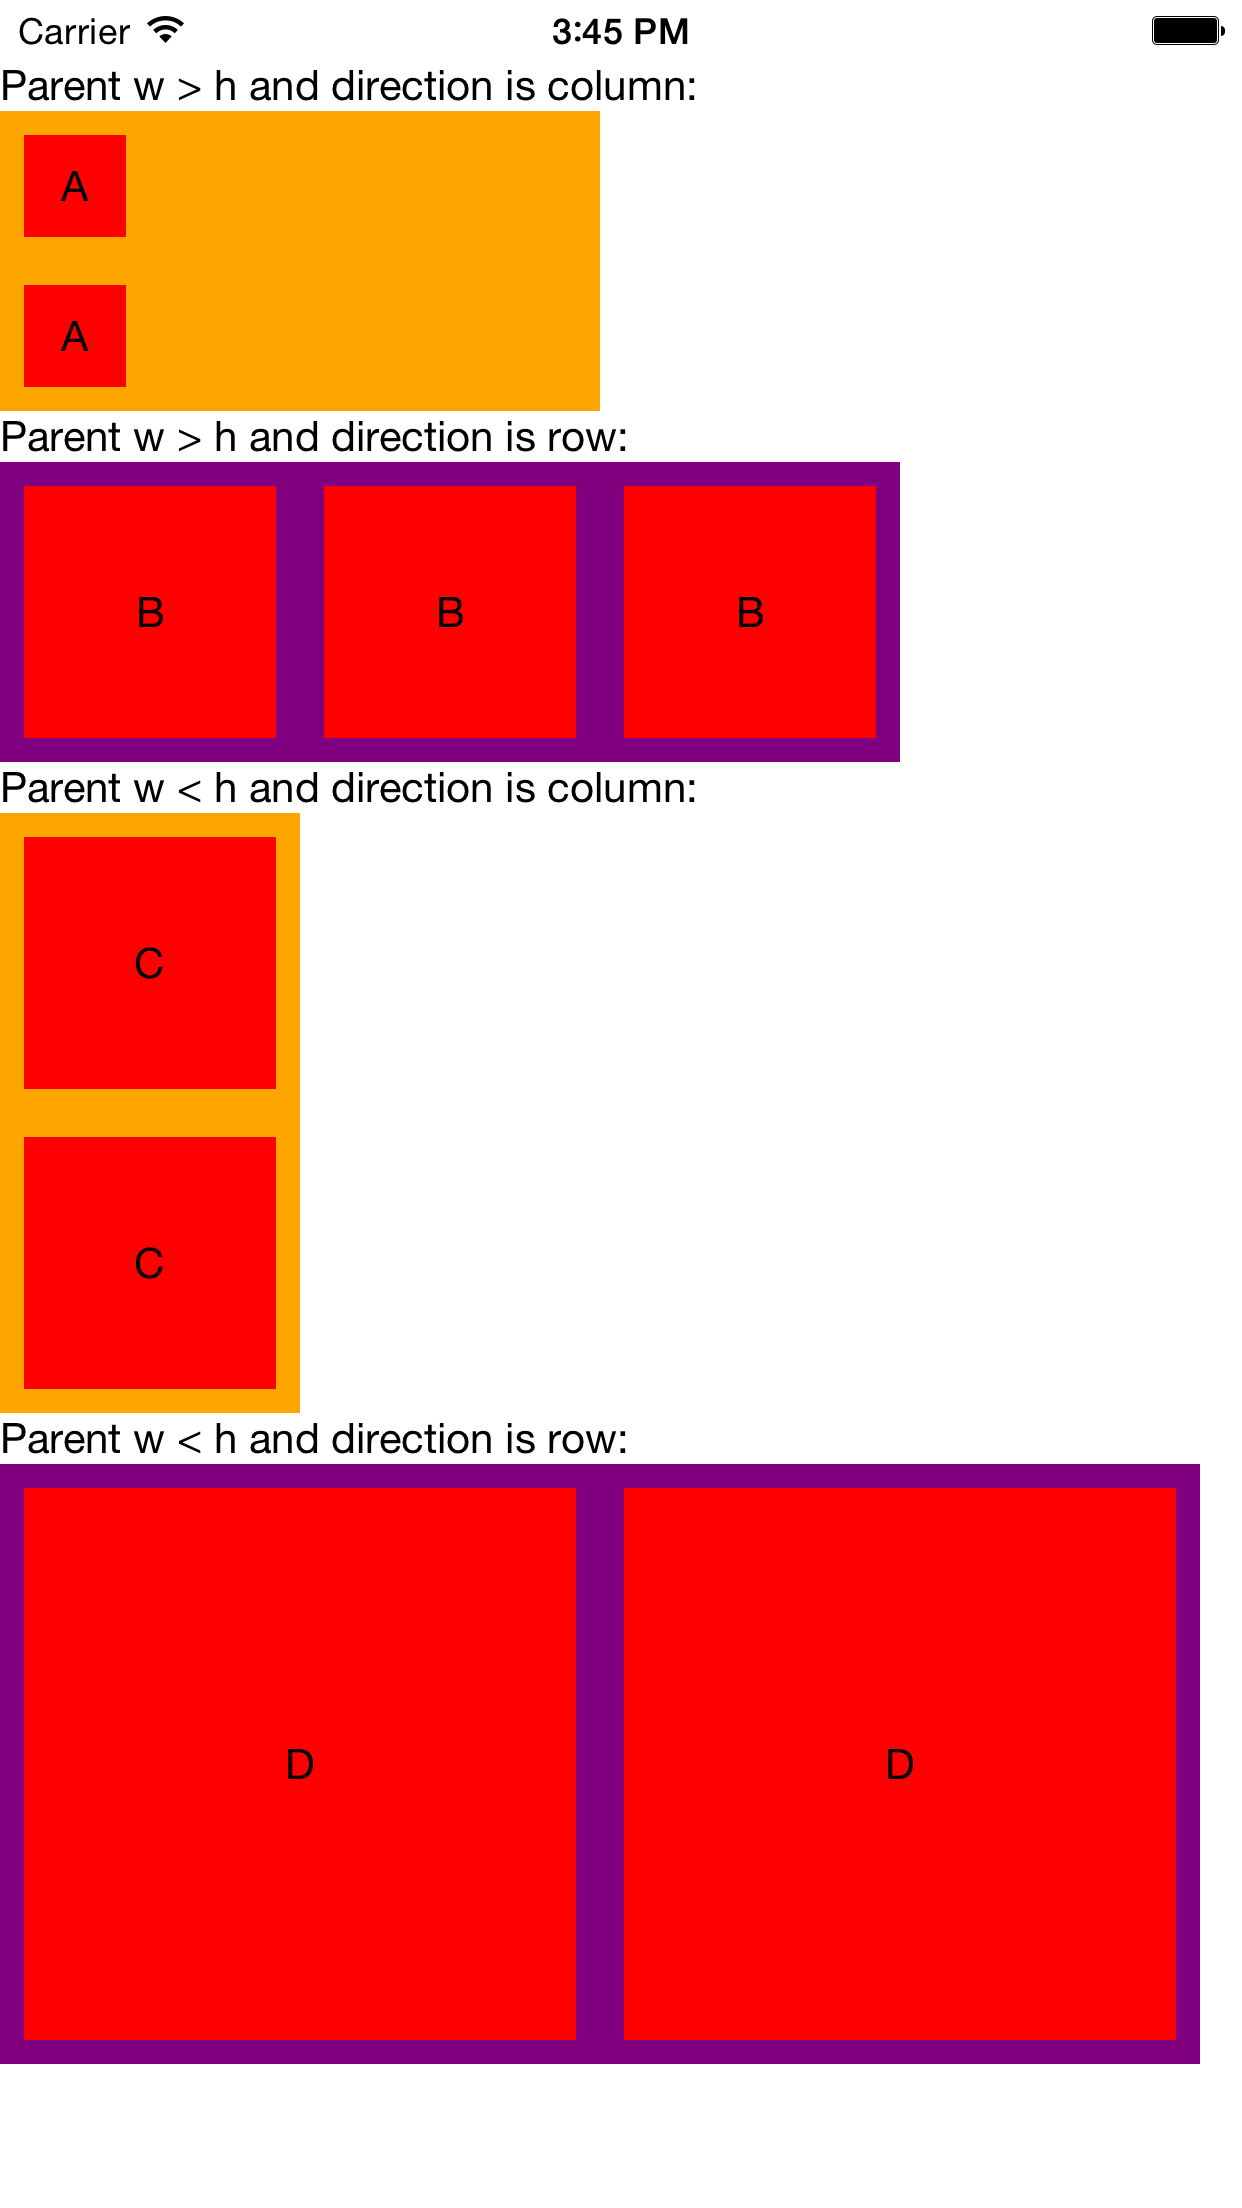 Carrier 3:45 PM
Parent w > h and direction is column:
A
A
Parent w > h and direction is row:
B B B
Parent w < h and direction is column:
C
C
Parent w < h and direction is row:
D D